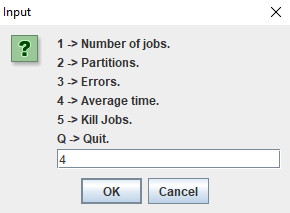 Input
?
1 -> Number of jobs.
2 -> Partitions.
3 -> Errors.
4 -> Average time.
5 -> Kill Jobs.
Q -> Quit.
4
OK Cancel